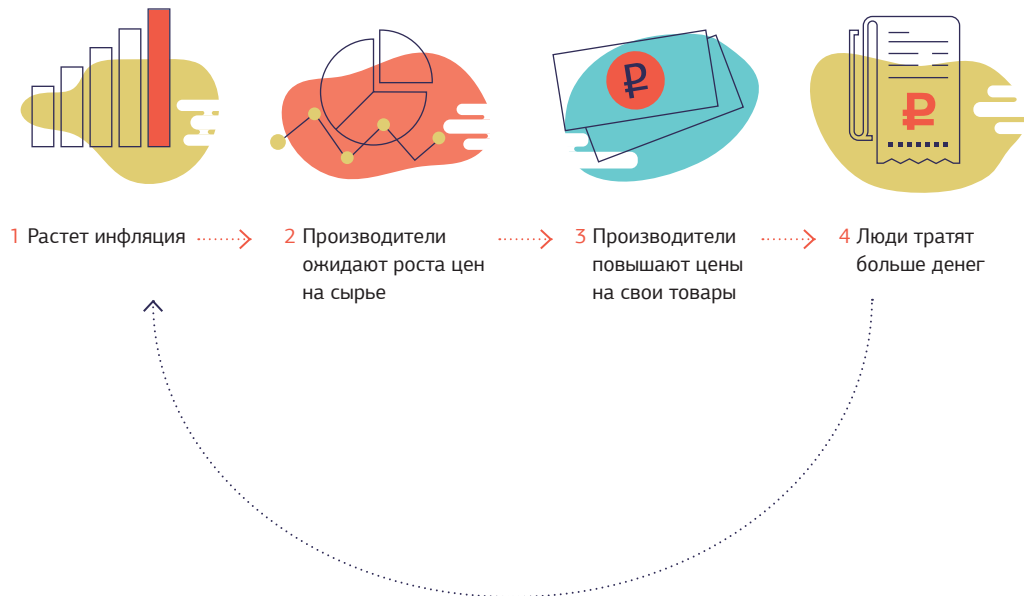 ₽
₽
1 Растет инфляция
2 Производители
ожидают роста цен
на сырье
3 Производители
повышают цены
на свои товары
4 Люди тратят
больше денег